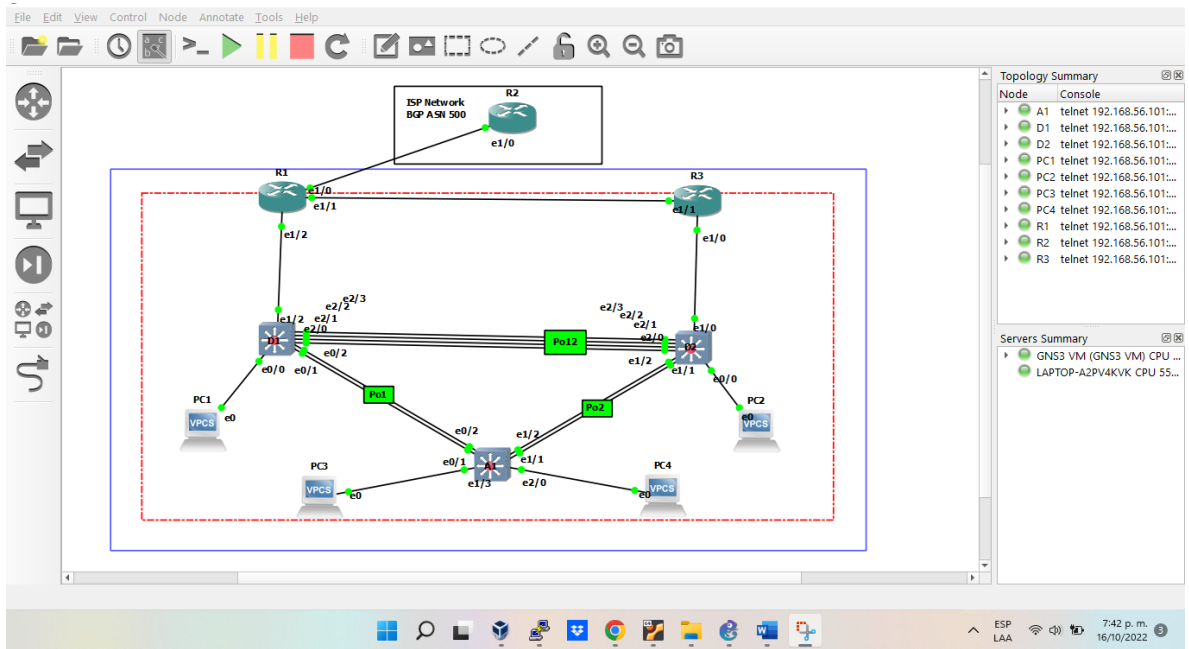 File Edit View Control Node Annotate Tools Help
Topology Summary
Node Console
A1 telnet 192.168.56.101:...
D1 telnet 192.168.56.101:...
D2 telnet 192.168.56.101:...
PC1 telnet 192.168.56.101:...
PC2 telnet 192.168.56.101:...
PC3 telnet 192.168.56.101:...
PC4 telnet 192.168.56.101:...
R1 telnet 192.168.56.101:...
R2 telnet 192.168.56.101:...
R3 telnet 192.168.56.101:...
Servers Summary
GNS3 VM (GNS3 VM) CPU ...
LAPTOP-A2PV4KVK CPU 55...
ISP Network
BGP ASN 500
R2
e1/0
R1
e1/0
e1/1
e1/2
R3
e1/1
e1/0
e2/3
e2/2
e2/1
e2/0
e1/2
D1
e0/2
e0/0
e0/1
Po12
e2/3
e2/2
e2/1
e2/0
e1/0
D2
e1/2
e1/1
e0/0
Po1
Po2
PC1
e0
VPCS
PC2
e0
VPCS
e0/2
e0/1
e1/2
e1/1
A1
e1/3
e2/0
PC3
VPCS
e0
PC4
e0
VPCS
ESP
LAA
7:42 p. m.
16/10/2022
3